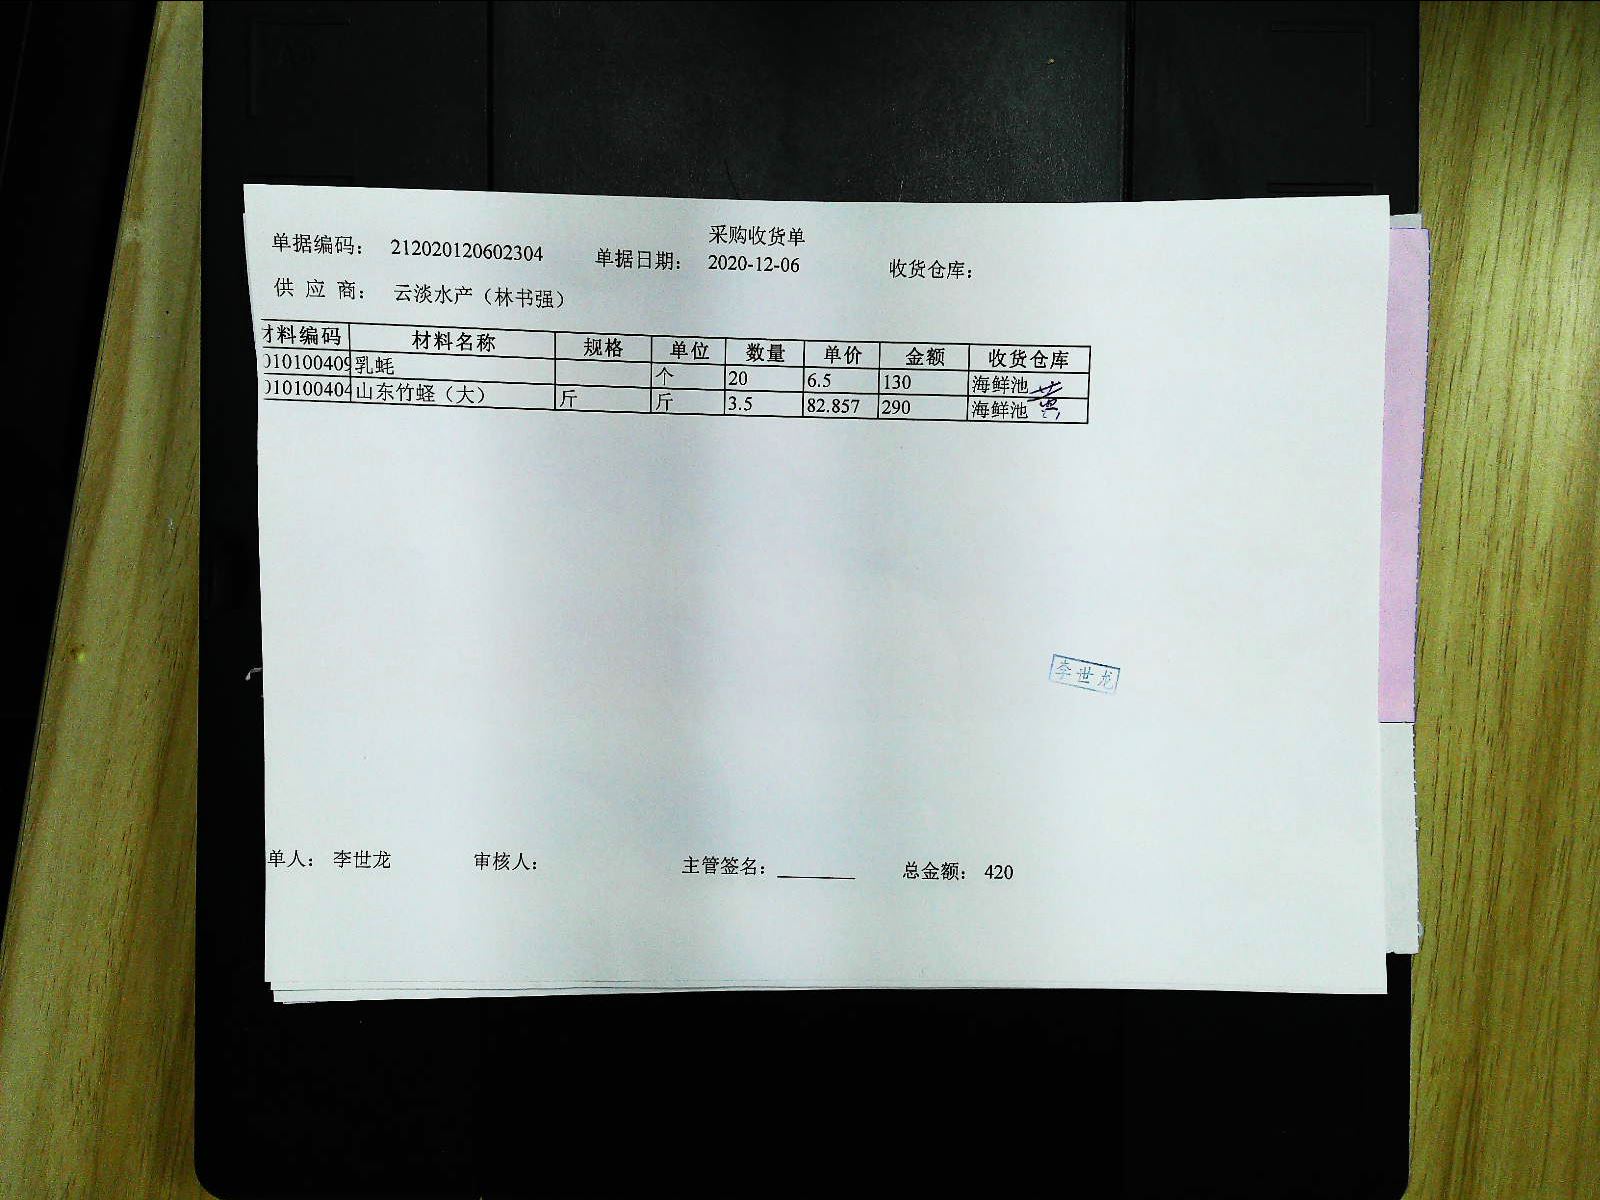 采购收货单
单据编码： 212020120602304 单据日期： 2020-12-06 收货仓库：
供 应 商： 云淡水产（林书强）
材料编码 材料名称 规格 单位 数量 单价 金额 收货仓库
010100409 乳蚝 个 20 6.5 130 海鲜池
010100404 山东竹蛏（大） 斤 斤 3.5 82.857 290 海鲜池
黄
李世龙
单人： 李世龙 审核人： 主管签名： 总金额： 420